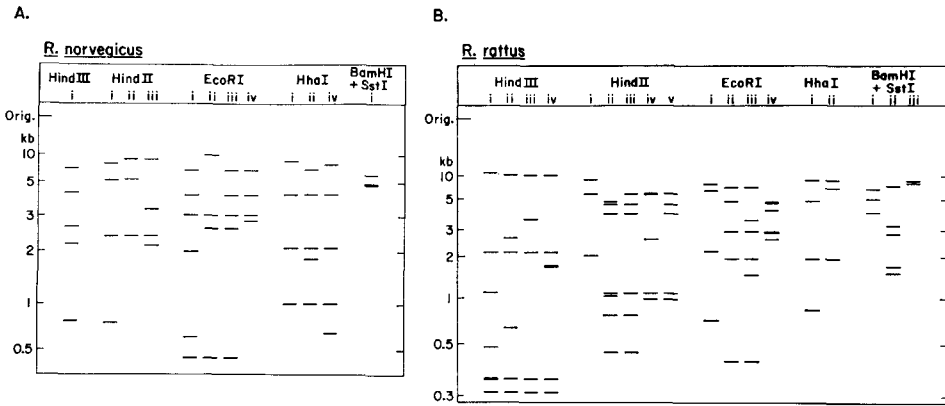 A.
R. norvegicus
HindIII HindII EcoRI HhaI BamHI + SstI
i i ii iii i ii iii iv i ii iv i
Orig.
kb
10
5
3
2
1
0.5
B.
R. rattus
HindIII HindII EcoRI HhaI BamHI + SstI
i ii iii iv i ii iii iv v i ii iii iv i ii i ii iii
Orig.
kb
10
5
3
2
1
0.5
0.3